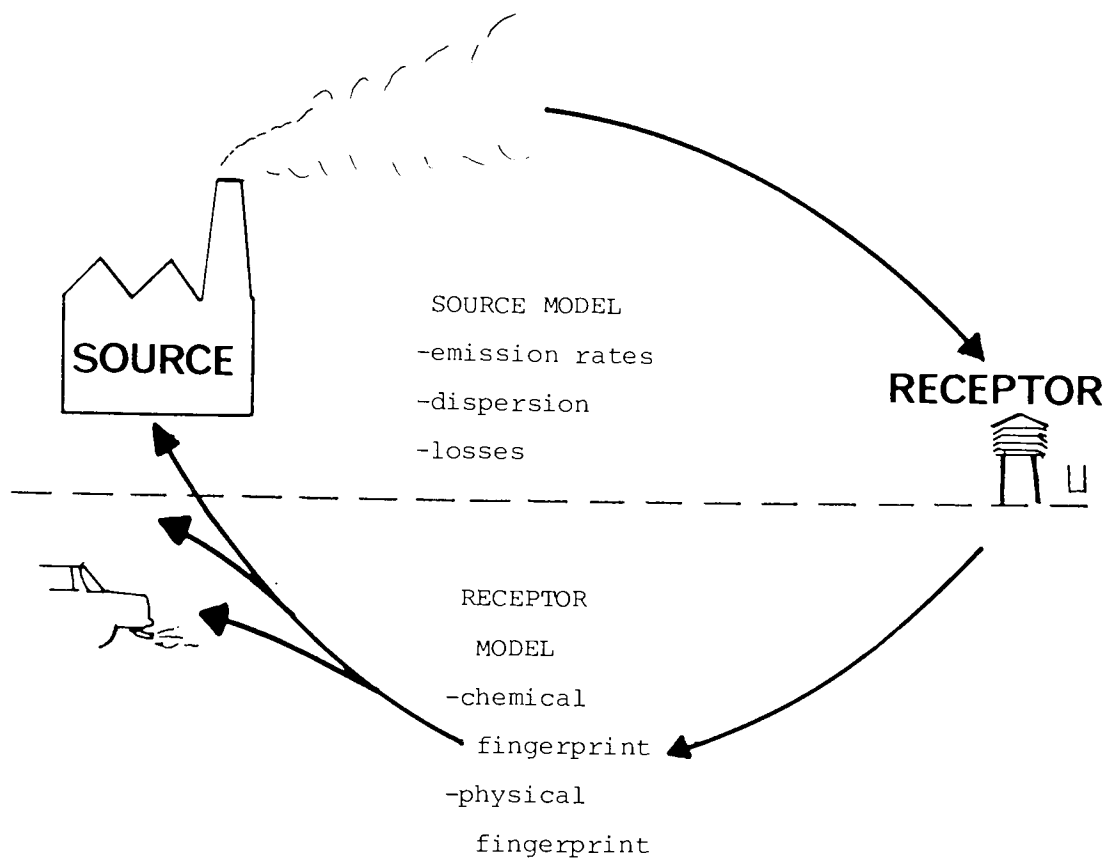 SOURCE MODEL
-emission rates
-dispersion
-losses
SOURCE
RECEPTOR
RECEPTOR
MODEL
-chemical
fingerprint
-physical
fingerprint